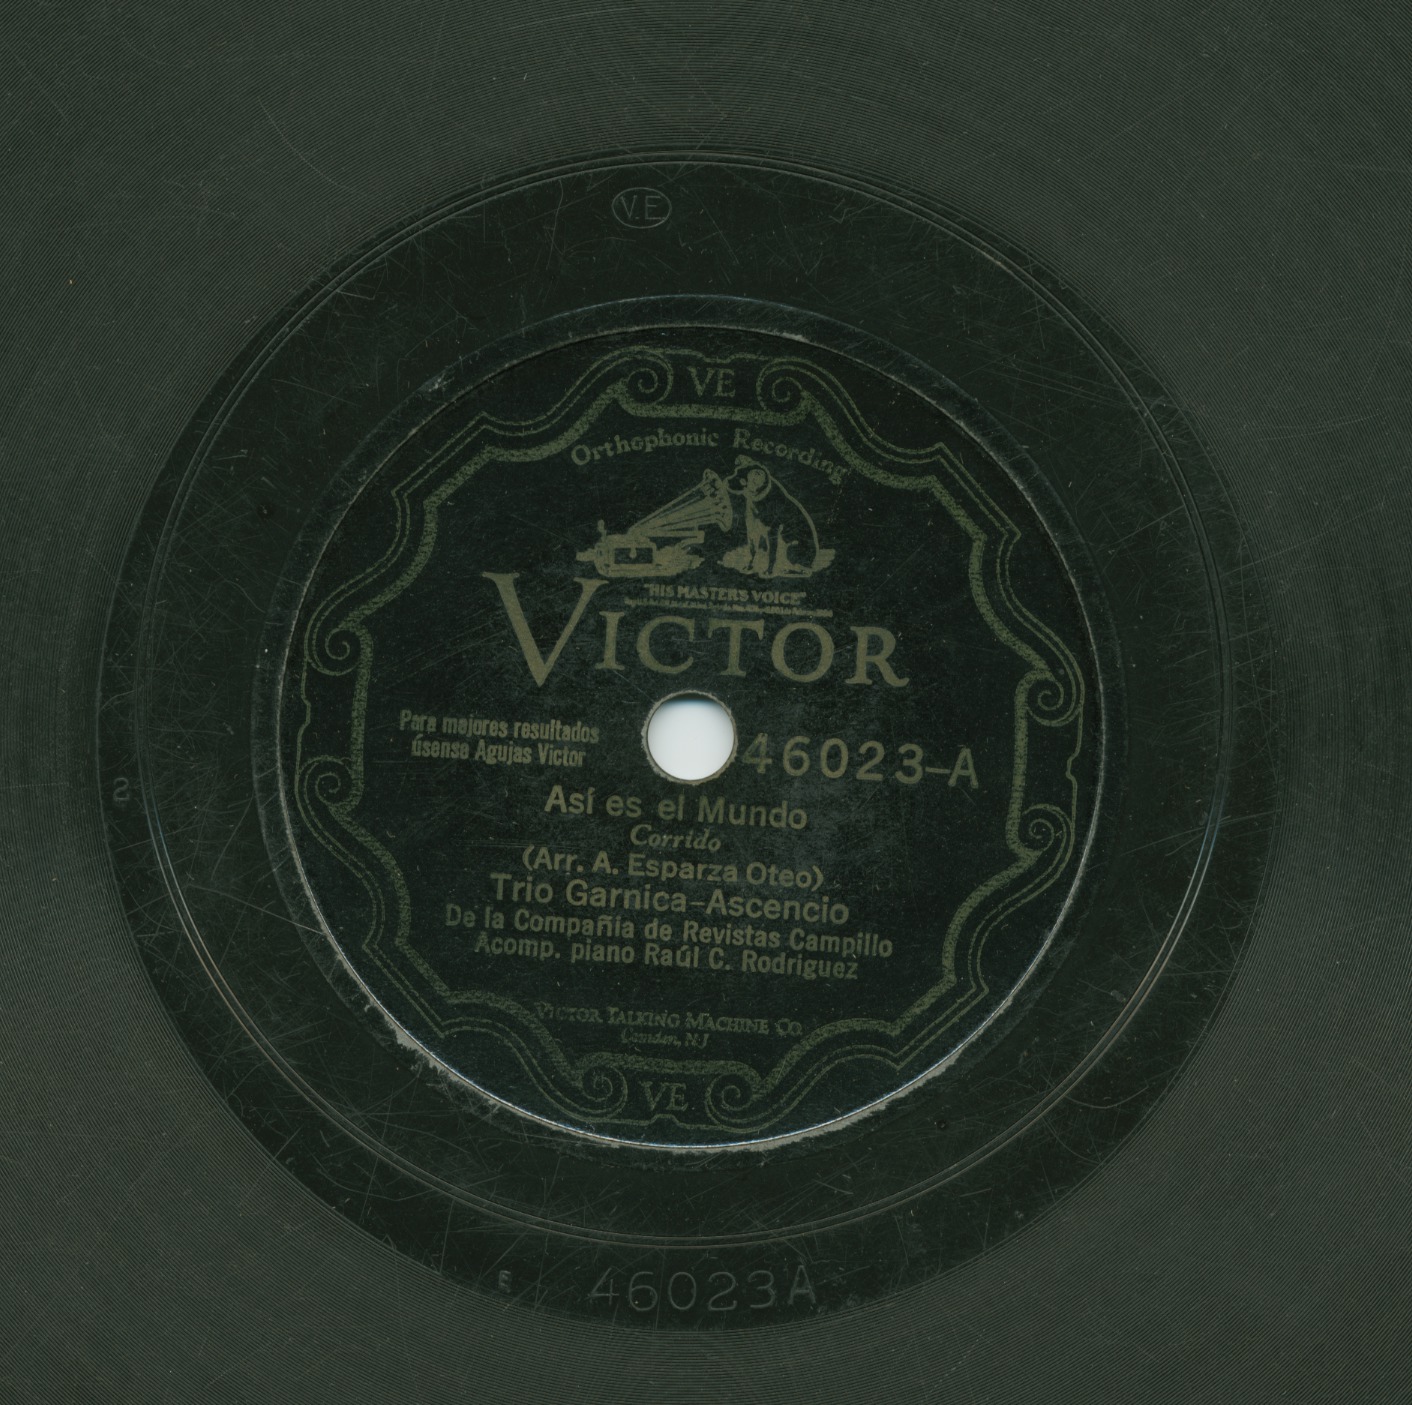 V.E
VE
Orthophonic Recording
"HIS MASTER'S VOICE"
VICTOR
Para mejores resultados
úsense Agujas Victor
46023-A
Así es el Mundo
Corrido
(Arr. A. Esparza Oteo)
Trio Garnica-Ascencio
De la Compañia de Revistas Campillo
Acomp. piano Raúl C. Rodriguez
VICTOR TALKING MACHINE CO.
Camden, N.J.
VE
2
E 46023A